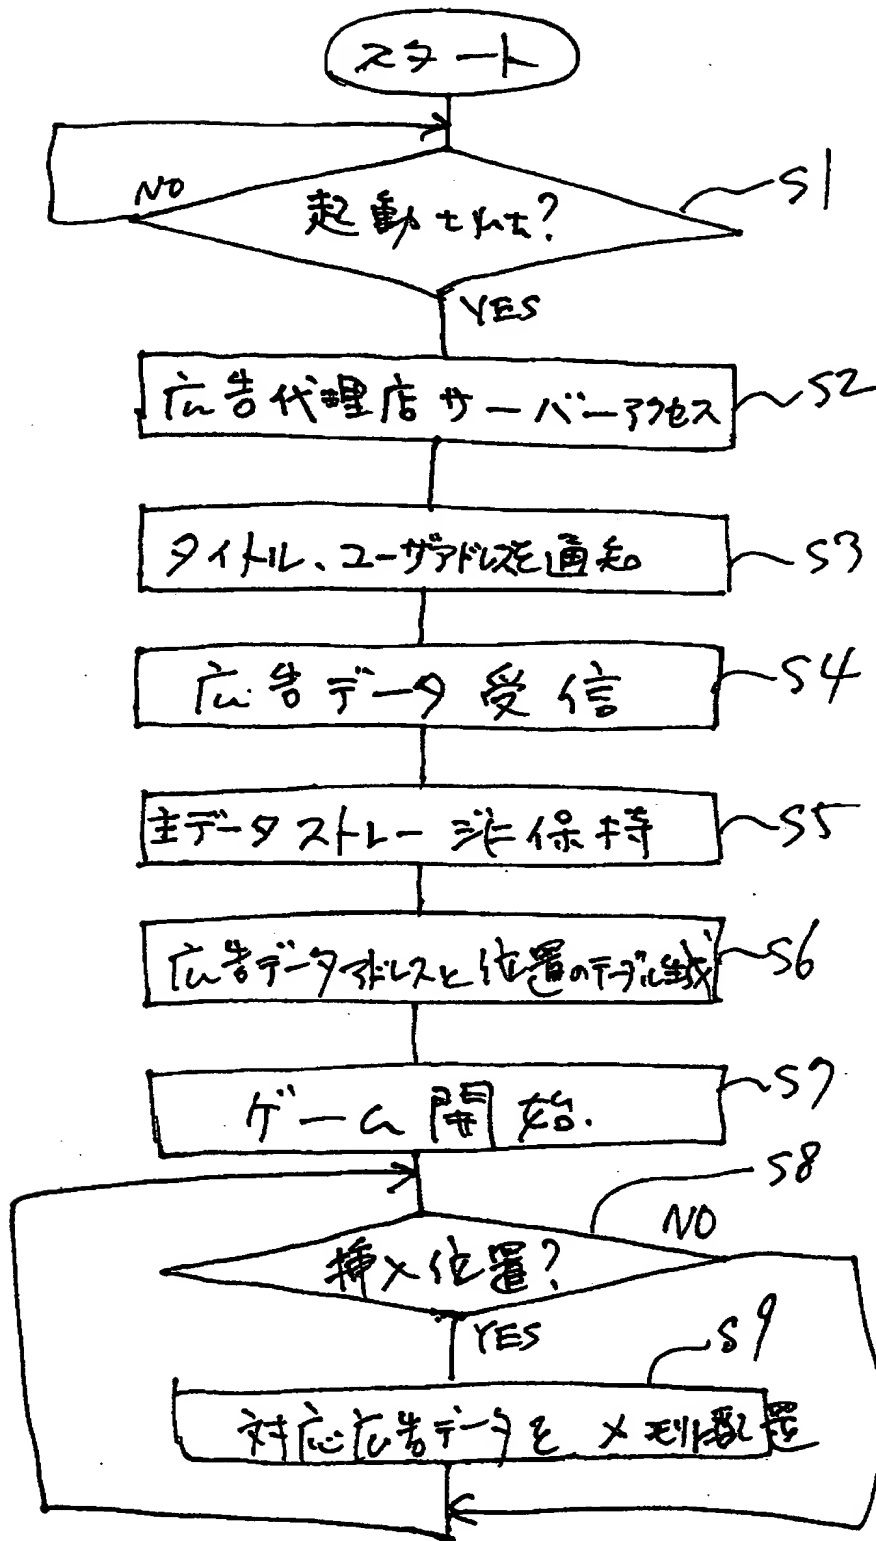 スタート
NO
起動された?
S1
YES
広告代理店サーバーアクセス
S2
タイトル、ユーザアドレスを通知
S3
広告データ受信
S4
主データストレージに保持
S5
広告データアドレスと位置のテーブル生成
S6
ゲーム開始.
S7
S8
NO
挿入位置?
YES
S9
対応広告データをメモリに配置